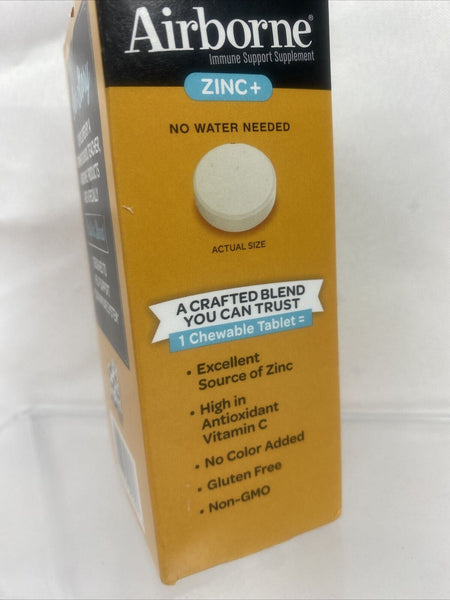 Airborne®
Immune Support Supplement
ZINC+
NO WATER NEEDED
ACTUAL SIZE
A CRAFTED BLEND
YOU CAN TRUST
1 Chewable Tablet =
• Excellent
Source of Zinc
• High in
Antioxidant
Vitamin C
• No Color Added
• Gluten Free
• Non-GMO